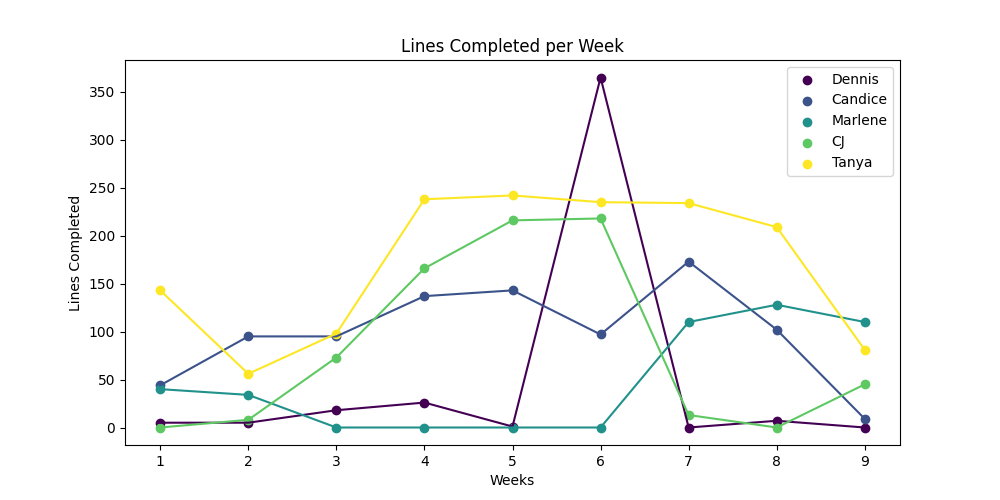 Lines Completed per Week
Lines Completed
350
300
250
200
150
100
50
0
Dennis
Candice
Marlene
CJ
Tanya
1 2 3 4 5 6 7 8 9
Weeks